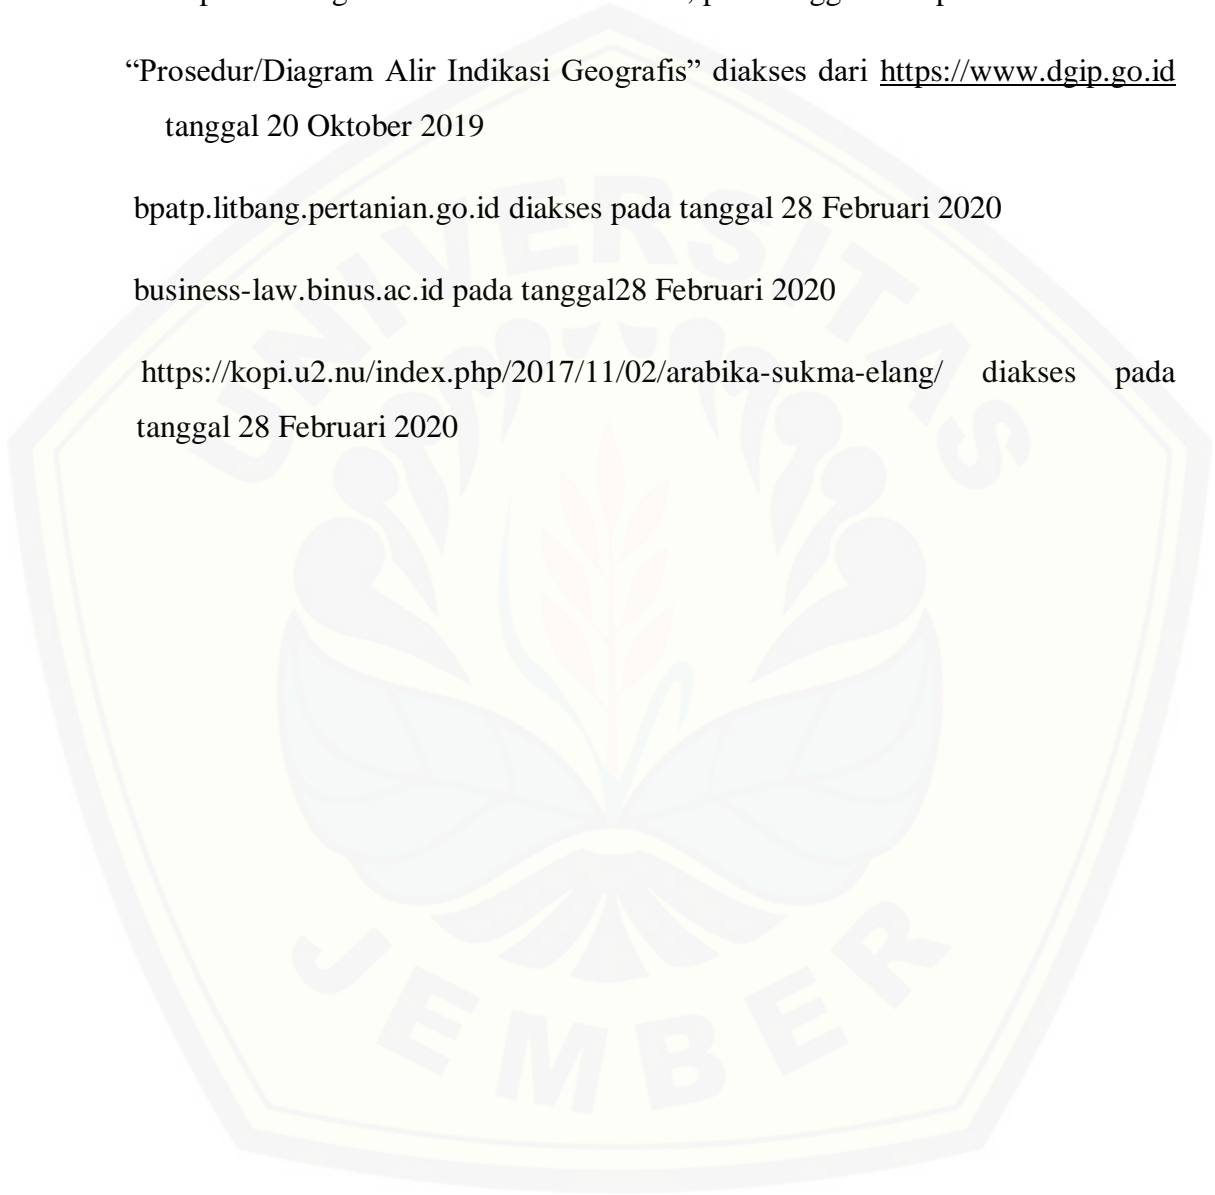 “Prosedur/Diagram Alir Indikasi Geografis” diakses dari https://www.dgip.go.id
tanggal 20 Oktober 2019
bpatp.litbang.pertanian.go.id diakses pada tanggal 28 Februari 2020
business-law.binus.ac.id pada tanggal28 Februari 2020
https://kopi.u2.nu/index.php/2017/11/02/arabika-sukma-elang/ diakses pada
tanggal 28 Februari 2020
UNIVERSITAS
JEMBER